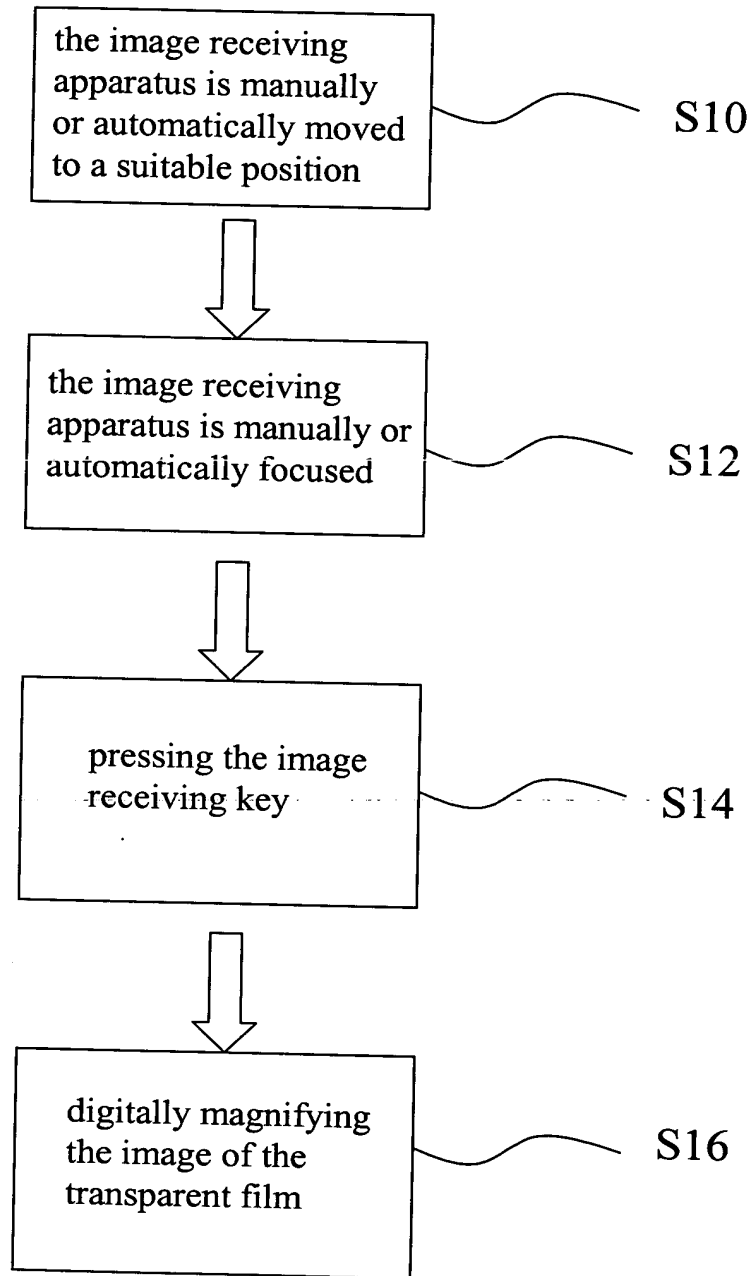 the image receiving
apparatus is manually
or automatically moved
to a suitable position
S10
the image receiving
apparatus is manually or
automatically focused
S12
pressing the image
receiving key
S14
digitally magnifying
the image of the
transparent film
S16